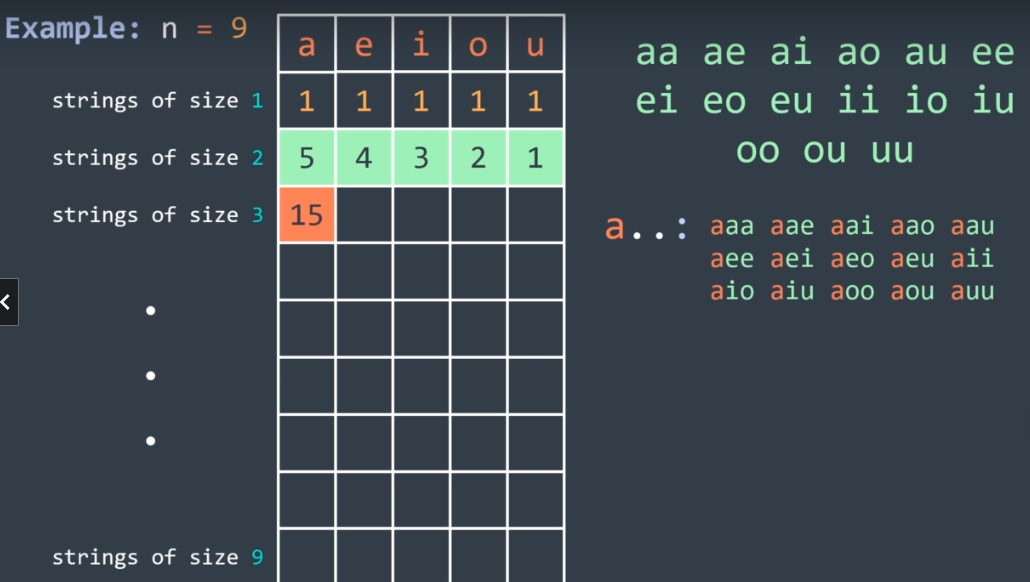 Example: n = 9
a e i o u
strings of size 1 1 1 1 1 1
strings of size 2 5 4 3 2 1
strings of size 3 15
strings of size 9
aa ae ai ao au ee
ei eo eu ii io iu
oo ou uu
a..: aaa aae aai aao aau
aee aei aeo aeu aii
aio aiu aoo aou auu